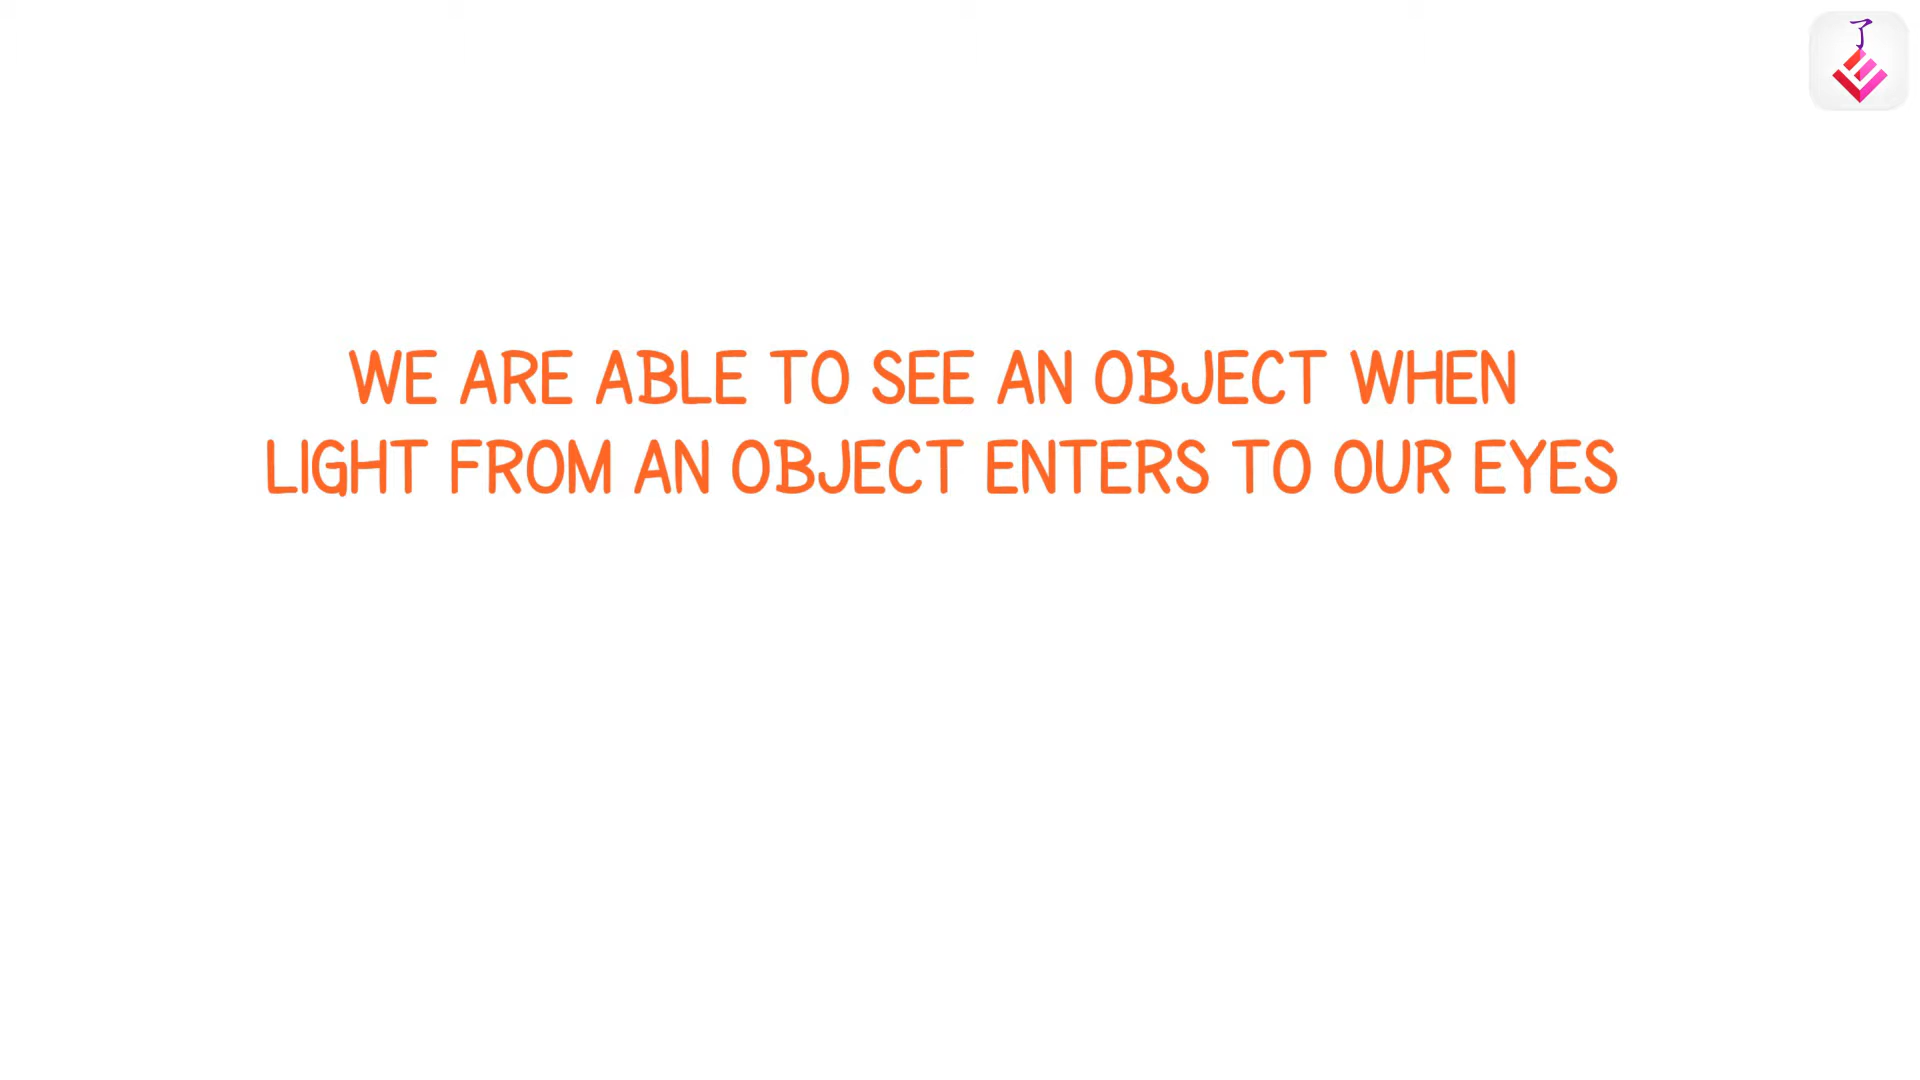 WE ARE ABLE TO SEE AN OBJECT WHEN
LIGHT FROM AN OBJECT ENTERS TO OUR EYES